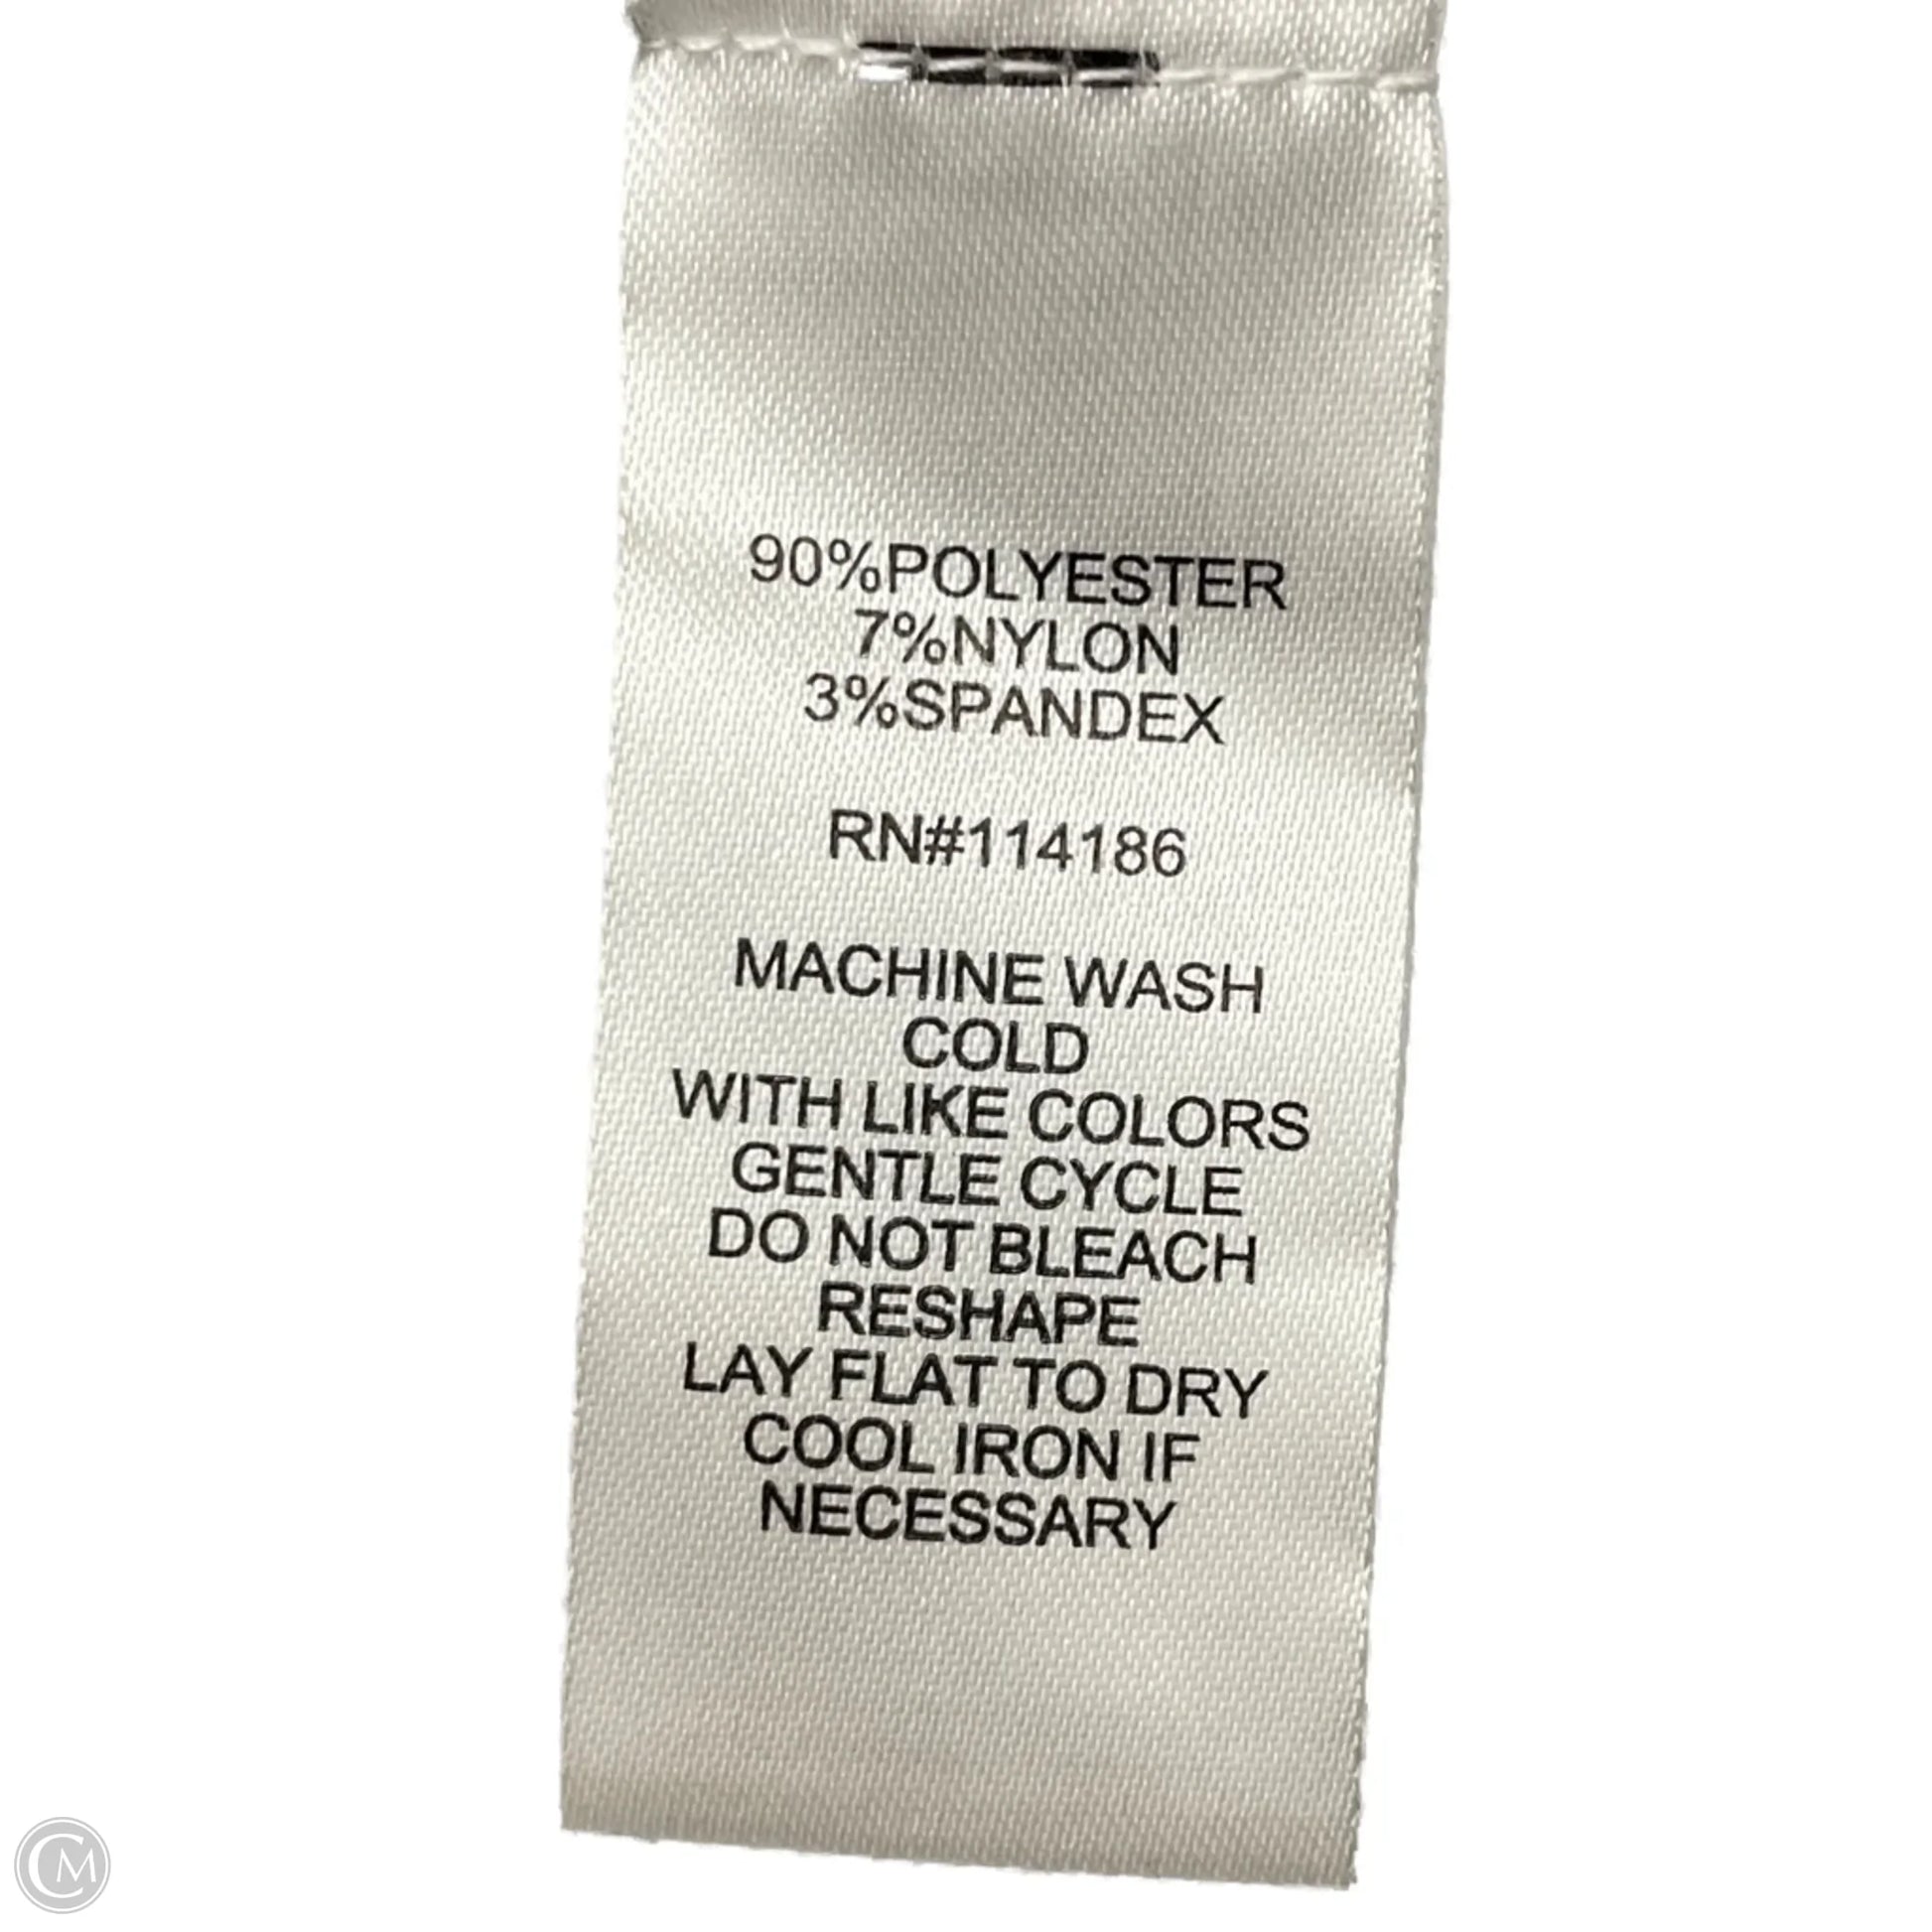 90%POLYESTER
7%NYLON
3%SPANDEX
RN#114186
MACHINE WASH
COLD
WITH LIKE COLORS
GENTLE CYCLE
DO NOT BLEACH
RESHAPE
LAY FLAT TO DRY
COOL IRON IF
NECESSARY
CM